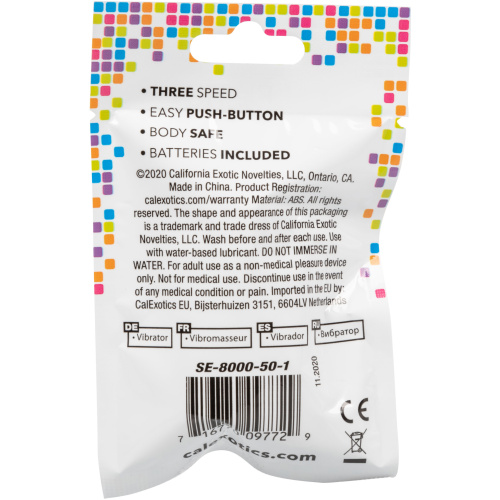 • THREE SPEED
• EASY PUSH-BUTTON
• BODY SAFE
• BATTERIES INCLUDED
©2020 California Exotic Novelties, LLC, Ontario, CA.
Made in China. Product Registration:
calexotics.com/warranty Material: ABS. All rights
reserved. The shape and appearance of this packaging
is a trademark and trade dress of California Exotic
Novelties, LLC. Wash before and after each use. Use
with water-based lubricant. DO NOT IMMERSE IN
WATER. For adult use as a non-medical pleasure device
only. Not for medical use. Discontinue use in the event
of any medical condition or pain. Imported in the EU by:
CalExotics EU, Bijsterhuizen 3151, 6604LV Netherlands
DE
• Vibrator
FR
• Vibromasseur
ES
• Vibrador
• Вибратор
SE-8000-50-1
11.2020
7 09772 9
CE
calexotics.com